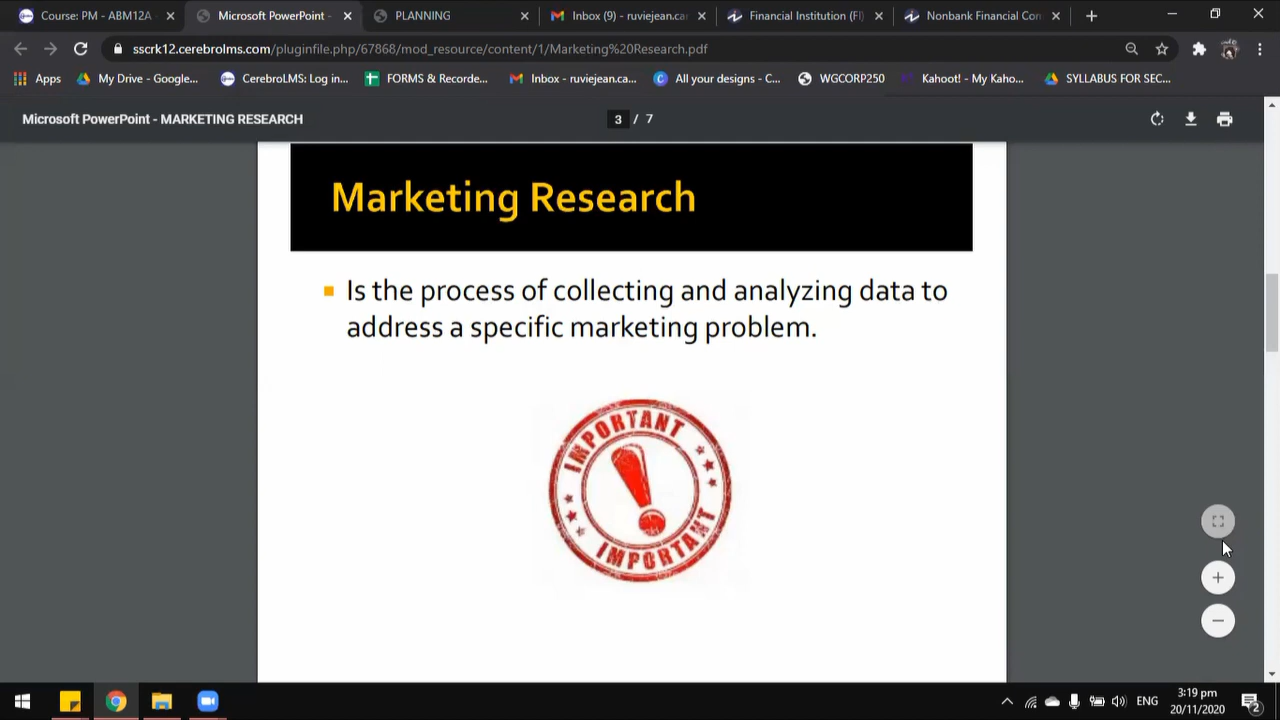 Course: PM - ABM12A
Microsoft PowerPoint -
PLANNING
Inbox (9) - ruviejean.ca
Financial Institution (FI)
Nonbank Financial Con
sscrk12.cerebrolms.com/pluginfile.php/67868/mod_resource/content/1/Marketing%20Research.pdf
Apps
My Drive - Google...
CerebroLMS: Log in...
FORMS & Recorde...
Inbox - ruviejean.ca...
All your designs - C...
WGCORP250
Kahoot! - My Kaho...
SYLLABUS FOR SEC...
Microsoft PowerPoint - MARKETING RESEARCH
3 / 7
Marketing Research
Is the process of collecting and analyzing data to
address a specific marketing problem.
IMPORTANT
IMPORTANT
ENG
3:19 pm
20/11/2020
2